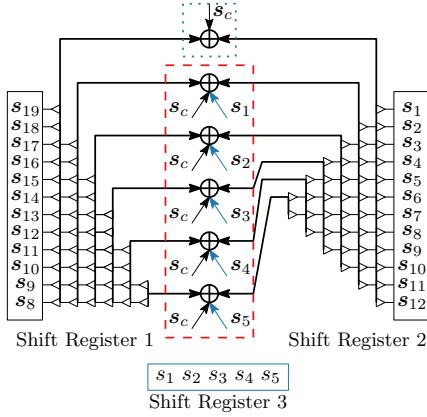 s_c
s_19 s_c s_1 s_1
s_18 s_2
s_17 s_c s_2 s_3
s_16 s_4
s_15 s_5
s_14 s_c s_3 s_6
s_13 s_7
s_12 s_8
s_11 s_c s_4 s_9
s_10 s_10
s_9 s_11
s_8 s_c s_5 s_12
Shift Register 1 Shift Register 2
s_1 s_2 s_3 s_4 s_5
Shift Register 3